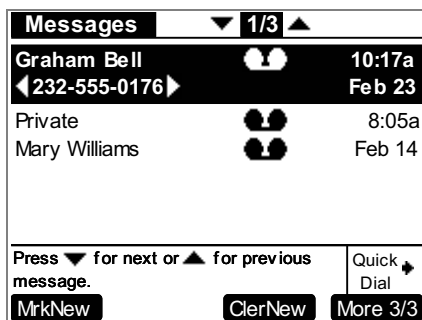 Messages ▼ 1/3 ▲
Graham Bell 10:17a
◀232-555-0176▶ Feb 23
Private 8:05a
Mary Williams Feb 14
Press ▼ for next or ▲ for previous message.
Quick Dial
MrkNew ClerNew More 3/3